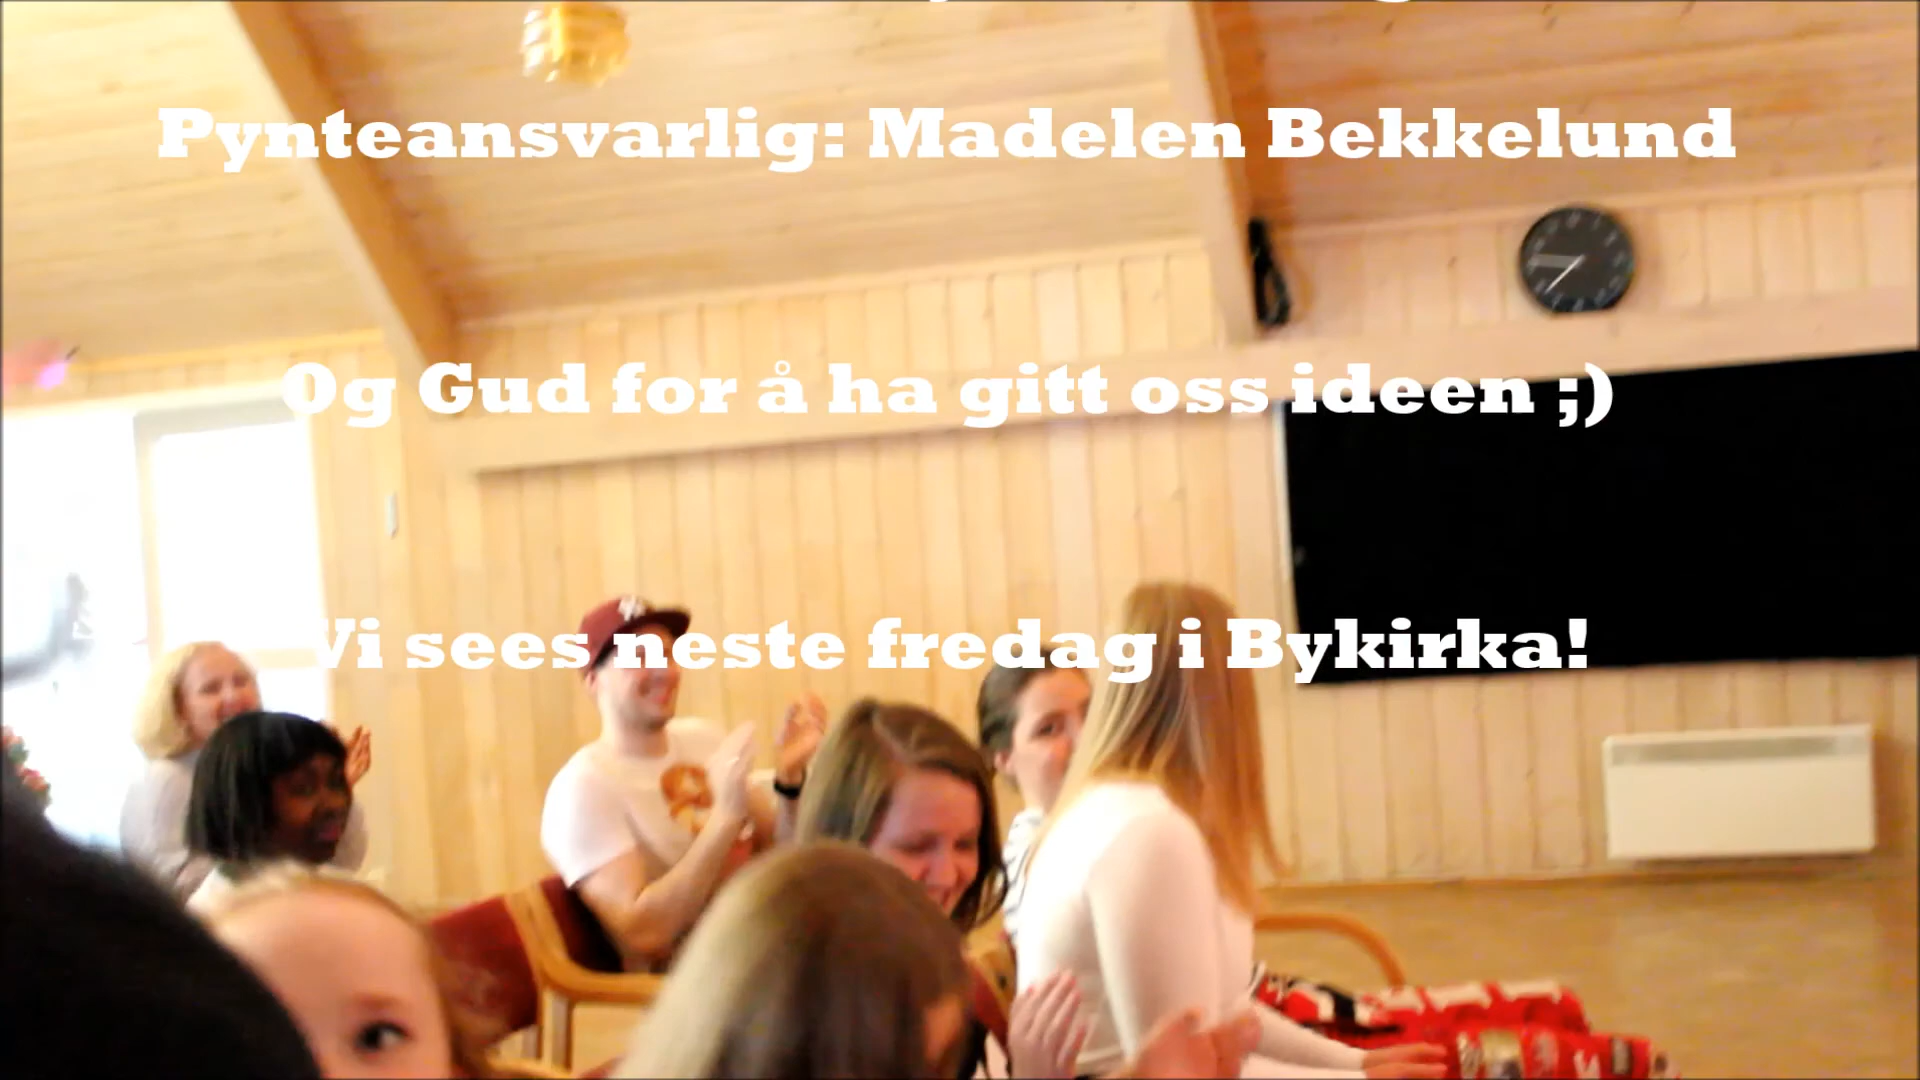 Pynteansvarlig: Madelen Bekkelund
Og Gud for å ha gitt oss ideen ;)
Vi sees neste fredag i Bykirka!